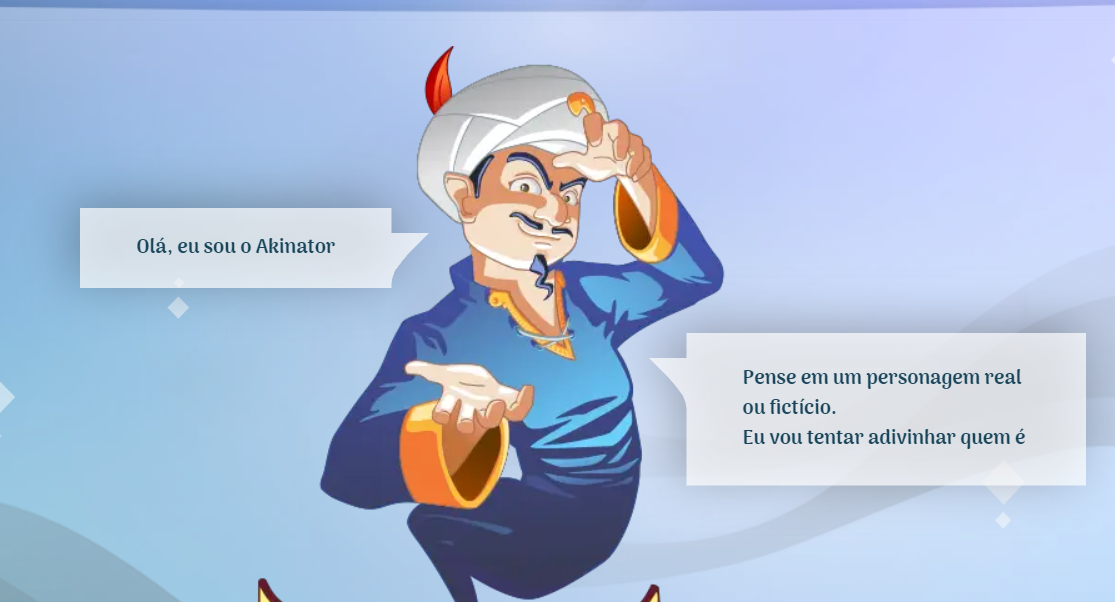 Olá, eu sou o Akinator
Pense em um personagem real
ou fictício.
Eu vou tentar adivinhar quem é